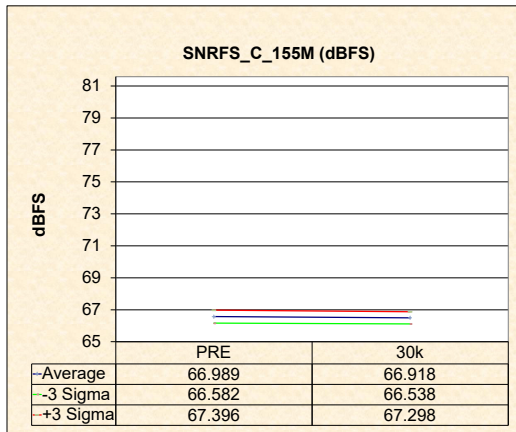 SNRFS_C_155M (dBFS)
81
79
77
75
73
71
69
67
65
dBFS
PRE 30k
Average 66.989 66.918
-3 Sigma 66.582 66.538
+3 Sigma 67.396 67.298